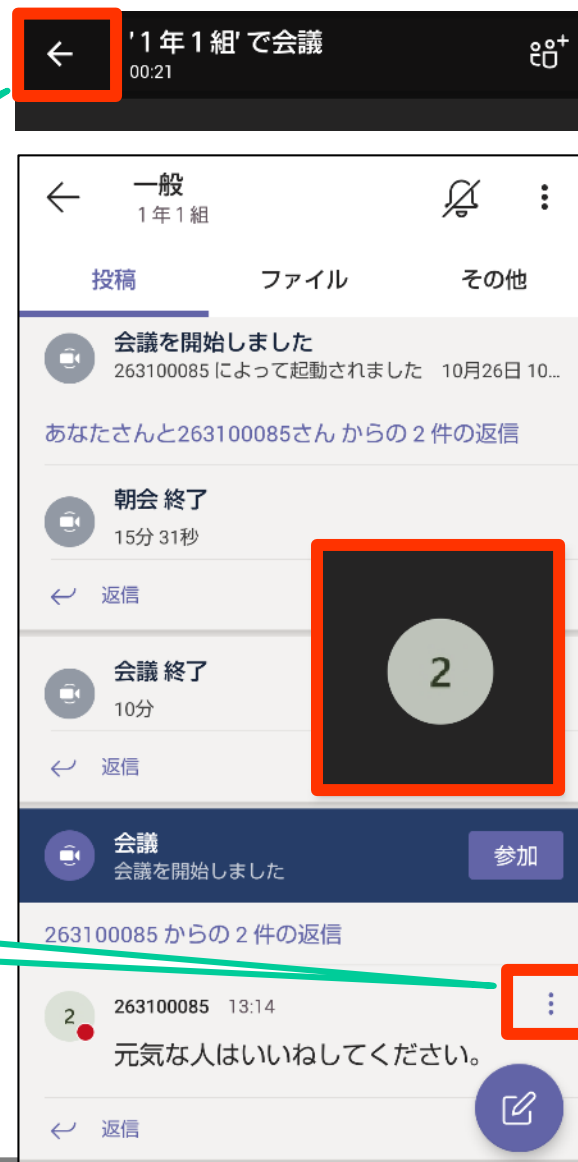 '1年1組' で会議
00:21
一般
1年1組
投稿 ファイル その他
会議を開始しました
263100085 によって起動されました 10月26日 10…
あなたさんと263100085さん からの 2 件の返信
朝会 終了
15分 31秒
返信
2
会議 終了
10分
返信
会議
会議を開始しました
参加
263100085 からの 2 件の返信
2
263100085 13:14
元気な人はいいねしてください。
返信